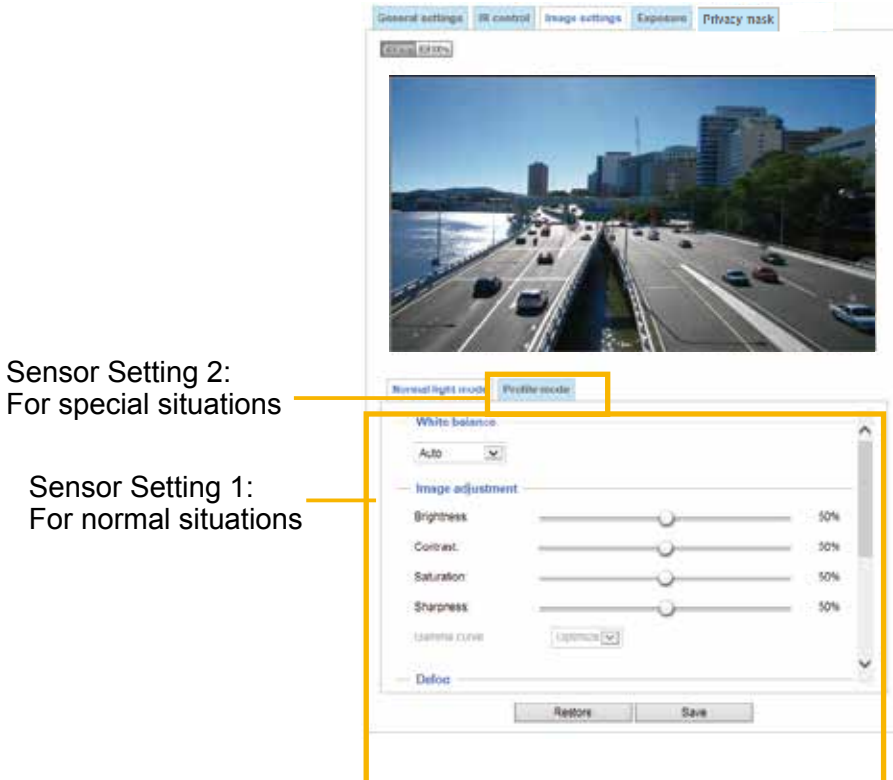 General settings IR control Image settings Exposure Privacy mask
Sensor Setting 2:
For special situations
Normal light mode Profile mode
White balance
Auto
Sensor Setting 1:
For normal situations
Image adjustment
Brightness: 50%
Contrast: 50%
Saturation: 50%
Sharpness: 50%
Gamma curve: Optimize
Defog
Restore Save